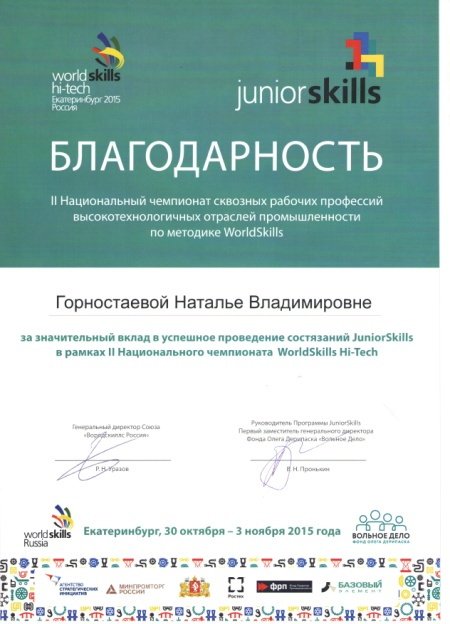 worldskills
hi-tech
Екатеринбург 2015
Россия
juniorskills
БЛАГОДАРНОСТЬ
II Национальный чемпионат сквозных рабочих профессий
высокотехнологичных отраслей промышленности
по методике WorldSkills
Горностаевой Наталье Владимировне
за значительный вклад в успешное проведение состязаний JuniorSkills
в рамках II Национального чемпионата WorldSkills Hi-Tech
Генеральный директор Союза
«Ворлдскиллс Россия»
Р. Н. Уразов
Руководитель Программы JuniorSkills
Первый заместитель генерального директора
Фонда Олега Дерипаска «Вольное Дело»
В. Н. Пронькин
worldskills
Russia
Екатеринбург, 30 октября – 3 ноября 2015 года
ВОЛЬНОЕ ДЕЛО
ФОНД ОЛЕГА ДЕРИПАСКА
АГЕНТСТВО
СТРАТЕГИЧЕСКИХ
ИНИЦИАТИВ
МИНПРОМТОРГ
РОССИИ
Ростех
фрп
БАЗОВЫЙ
ЭЛЕМЕНТ